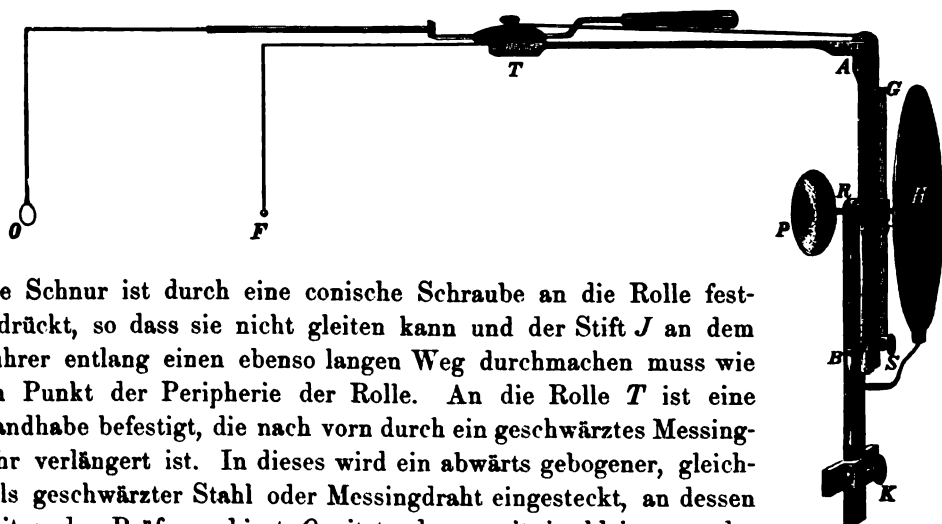 T
A
G
H
R
P
O
F
e Schnur ist durch eine conische Schraube an die Rolle fest-
drückt, so dass sie nicht gleiten kann und der Stift J an dem
ührer entlang einen ebenso langen Weg durchmachen muss wie
Punkt der Peripherie der Rolle. An die Rolle T ist eine
andhabe befestigt, die nach vorn durch ein geschwärztes Messing-
hr verlängert ist. In dieses wird ein abwärts gebogener, gleich-
ls geschwärzter Stahl oder Messingdraht eingesteckt, an dessen
B
S
K